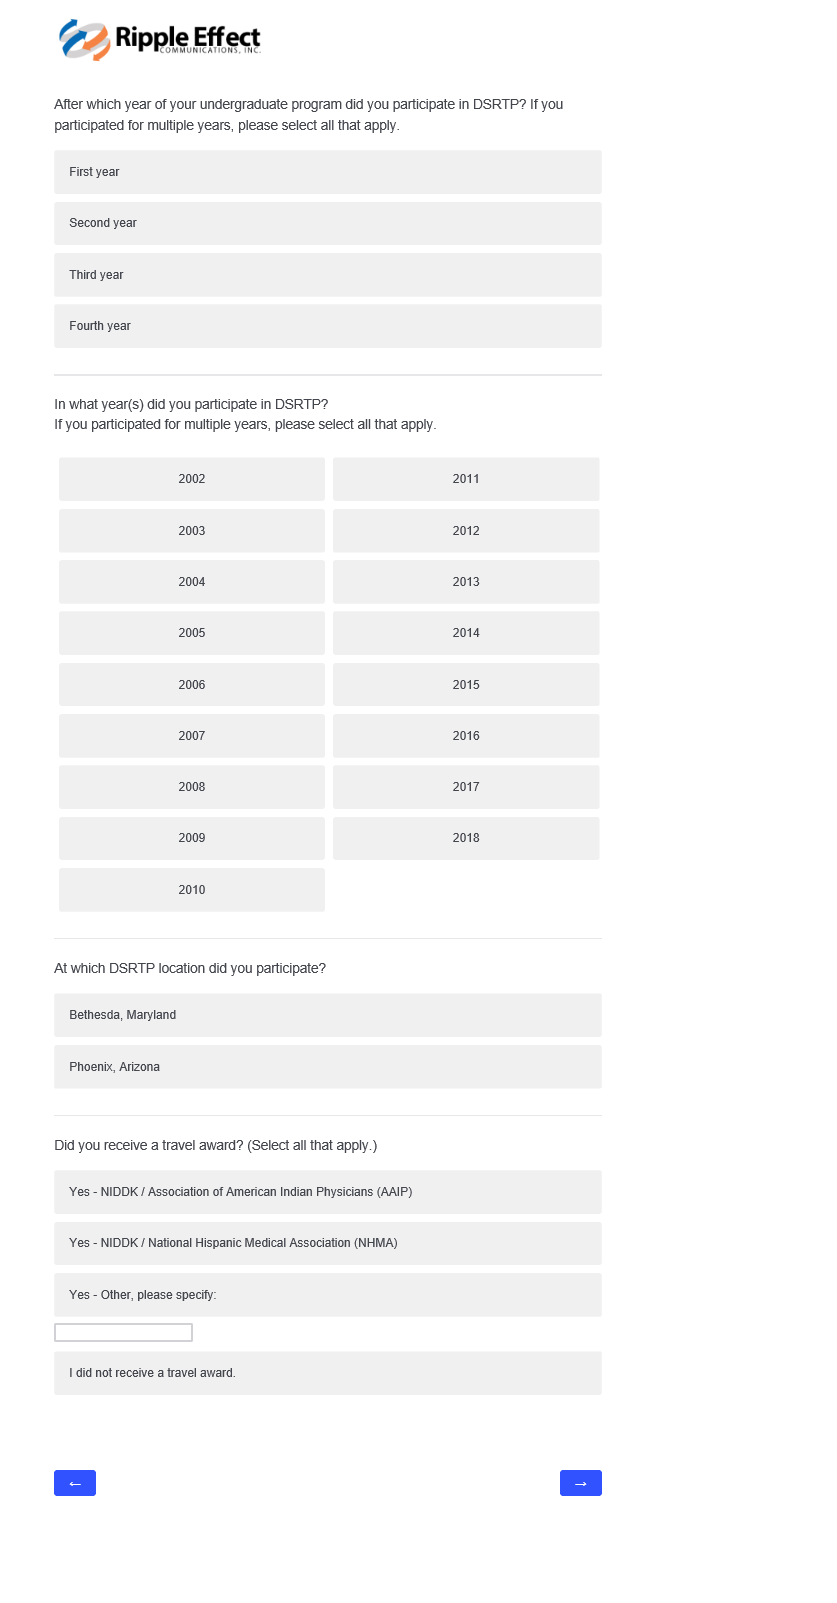 Ripple Effect
COMMUNICATIONS, INC.
After which year of your undergraduate program did you participate in DSRTP? If you
participated for multiple years, please select all that apply.
First year
Second year
Third year
Fourth year
In what year(s) did you participate in DSRTP?
If you participated for multiple years, please select all that apply.
2002
2011
2003
2012
2004
2013
2005
2014
2006
2015
2007
2016
2008
2017
2009
2018
2010
At which DSRTP location did you participate?
Bethesda, Maryland
Phoenix, Arizona
Did you receive a travel award? (Select all that apply.)
Yes - NIDDK / Association of American Indian Physicians (AAIP)
Yes - NIDDK / National Hispanic Medical Association (NHMA)
Yes - Other, please specify:
I did not receive a travel award.
← →